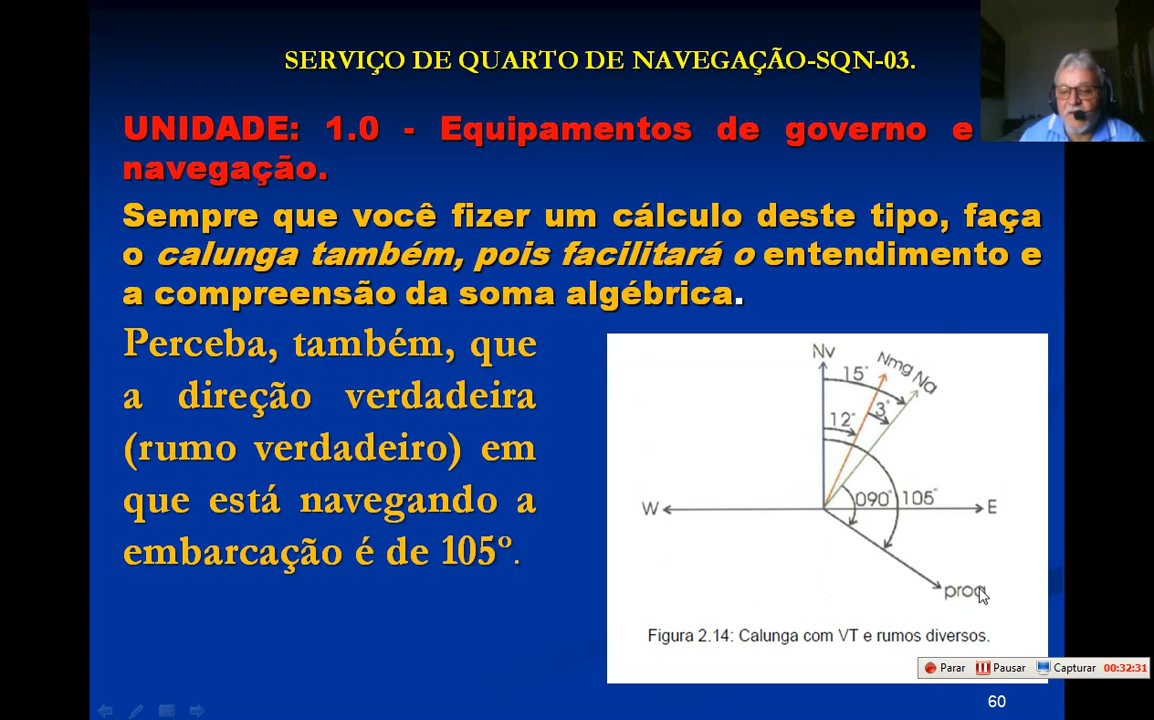 SERVIÇO DE QUARTO DE NAVEGAÇÃO-SQN-03.
UNIDADE: 1.0 - Equipamentos de governo e
navegação.
Sempre que você fizer um cálculo deste tipo, faça
o calunga também, pois facilitará o entendimento e
a compreensão da soma algébrica.
Perceba, também, que
a direção verdadeira
(rumo verdadeiro) em
que está navegando a
embarcação é de 105º.
Nv
Nmg
Na
15°
3°
12°
W
090°
105°
E
proa
Figura 2.14: Calunga com VT e rumos diversos.
Parar Pausar Capturar 00:32:31
60